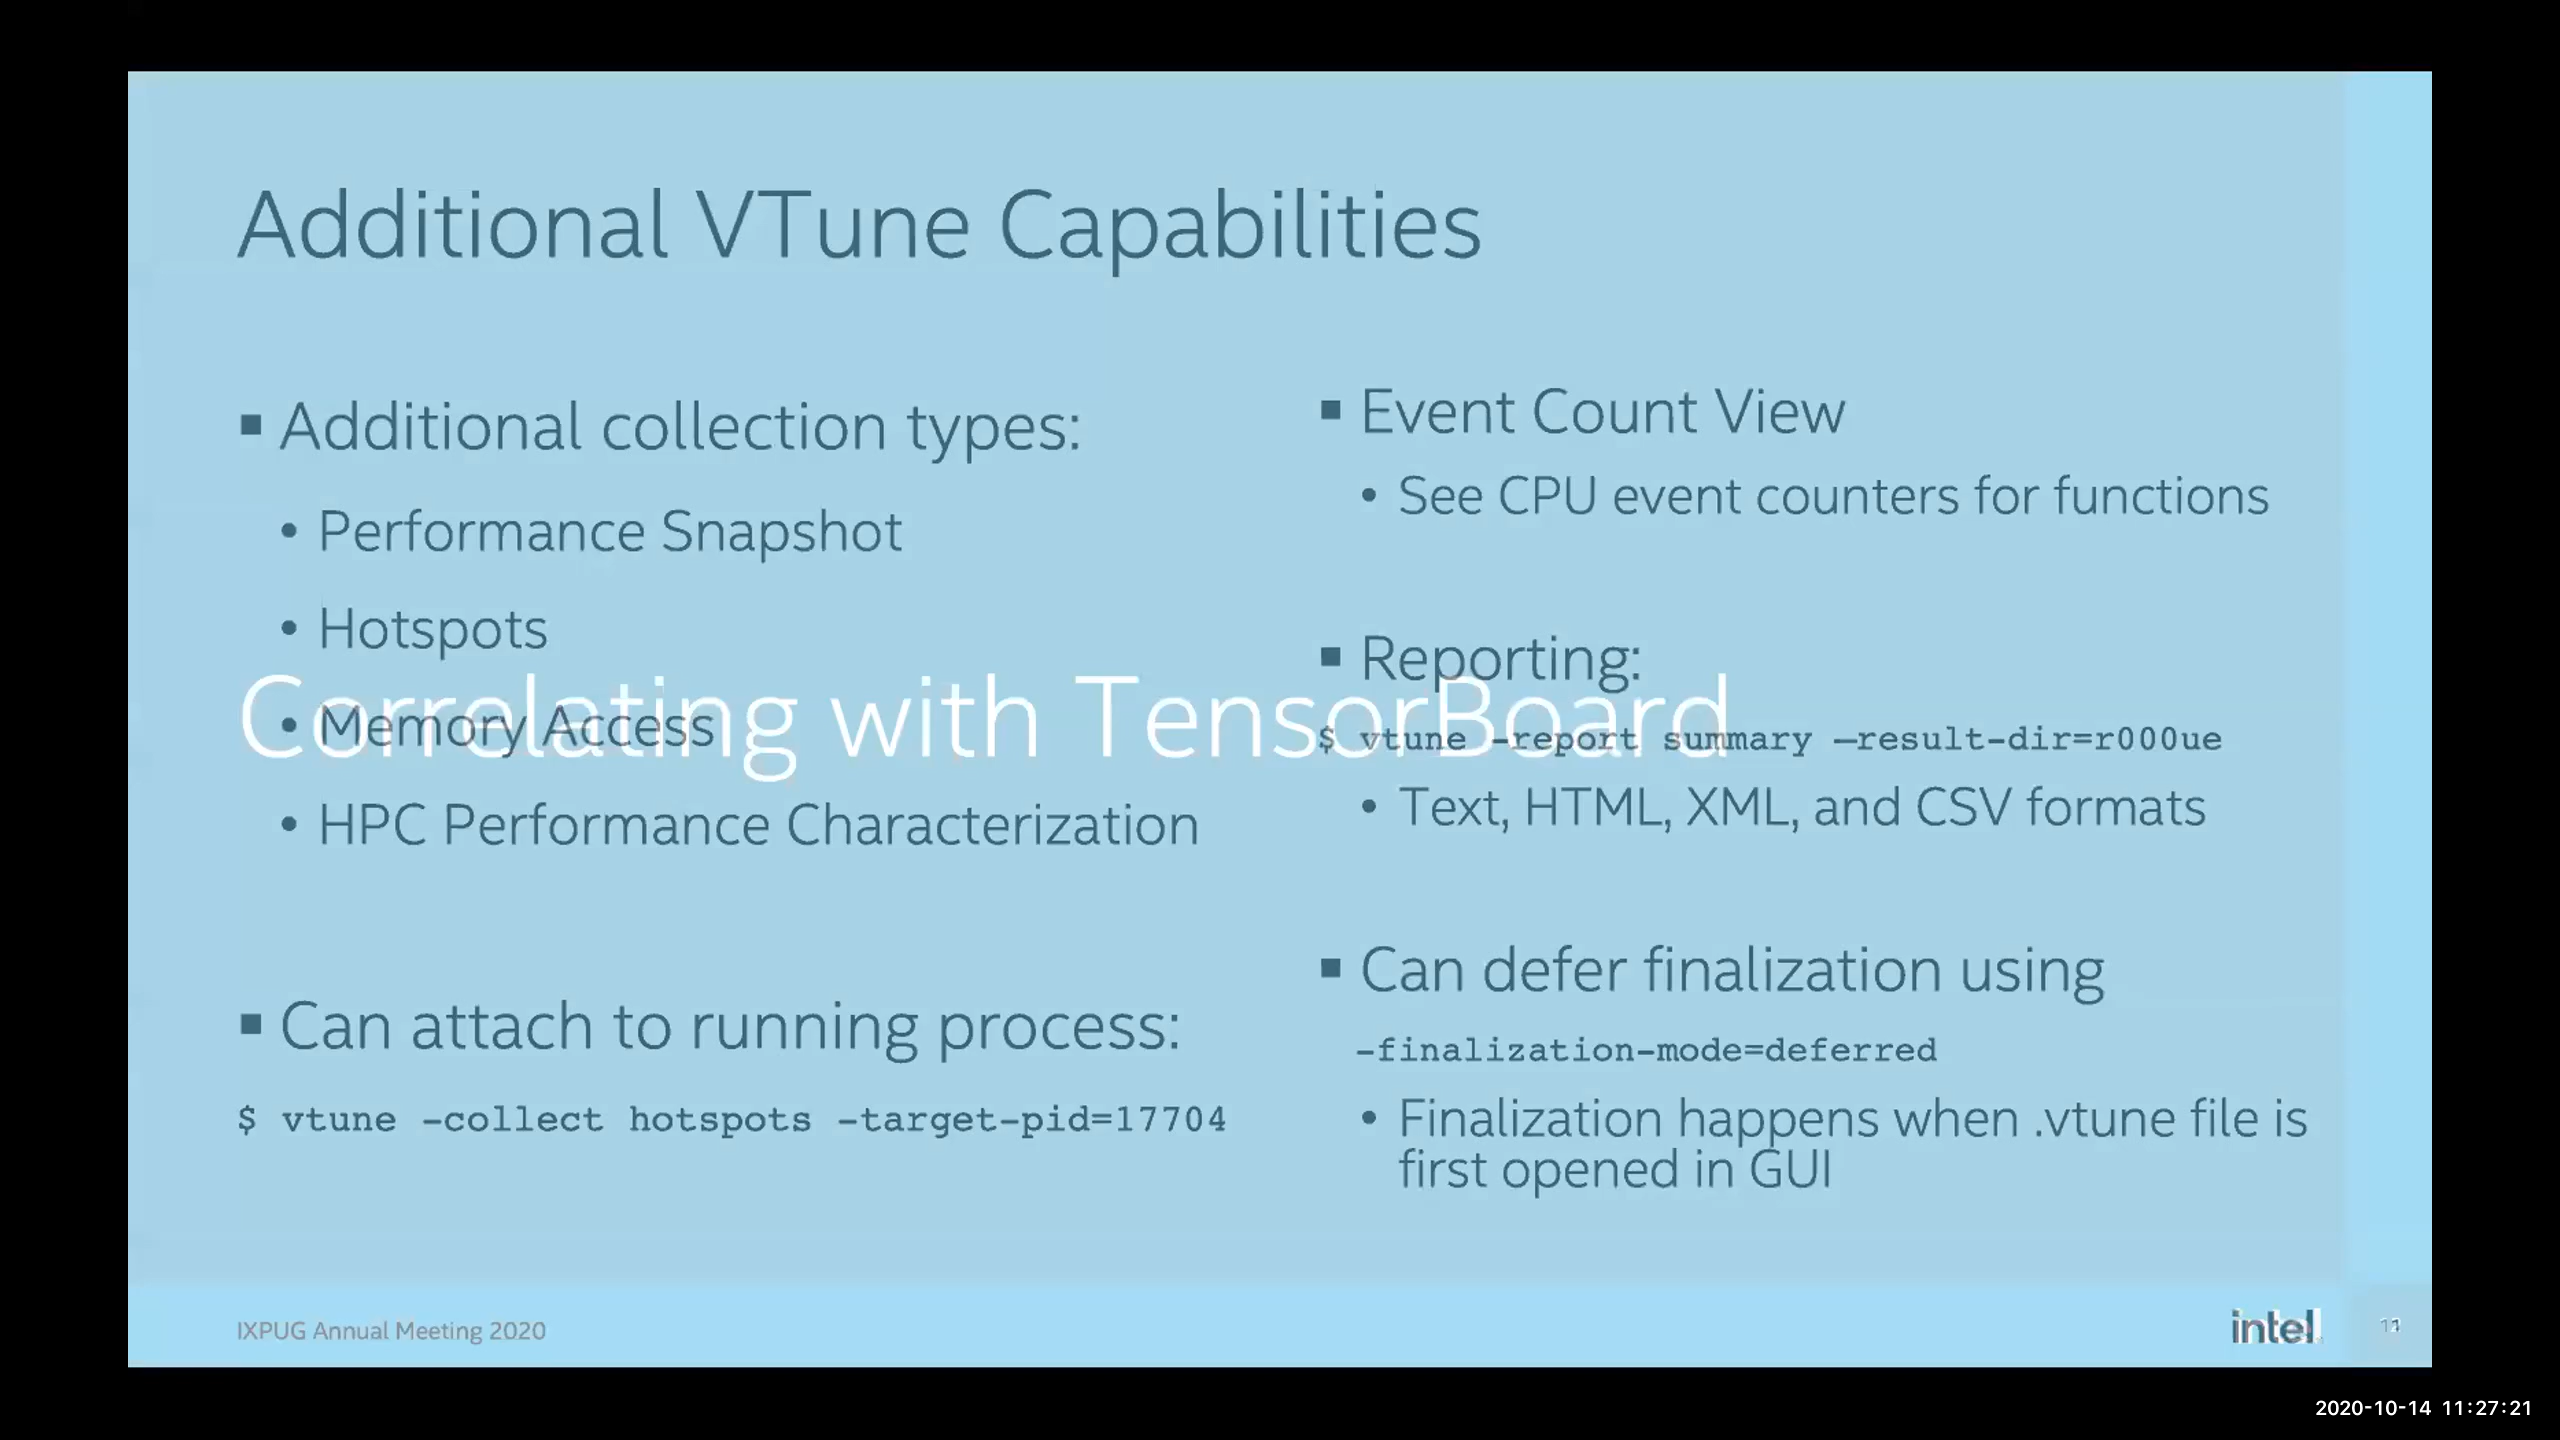 Additional VTune Capabilities
▪ Additional collection types:
• Performance Snapshot
• Hotspots
• Memory Access
• HPC Performance Characterization
▪ Can attach to running process:
$ vtune -collect hotspots -target-pid=17704
▪ Event Count View
• See CPU event counters for functions
▪ Reporting:
$ vtune –report summary –result-dir=r000ue
• Text, HTML, XML, and CSV formats
▪ Can defer finalization using
-finalization-mode=deferred
• Finalization happens when .vtune file is
first opened in GUI
Correlating with TensorBoard
IXPUG Annual Meeting 2020
intel.
2020-10-14 11:27:21